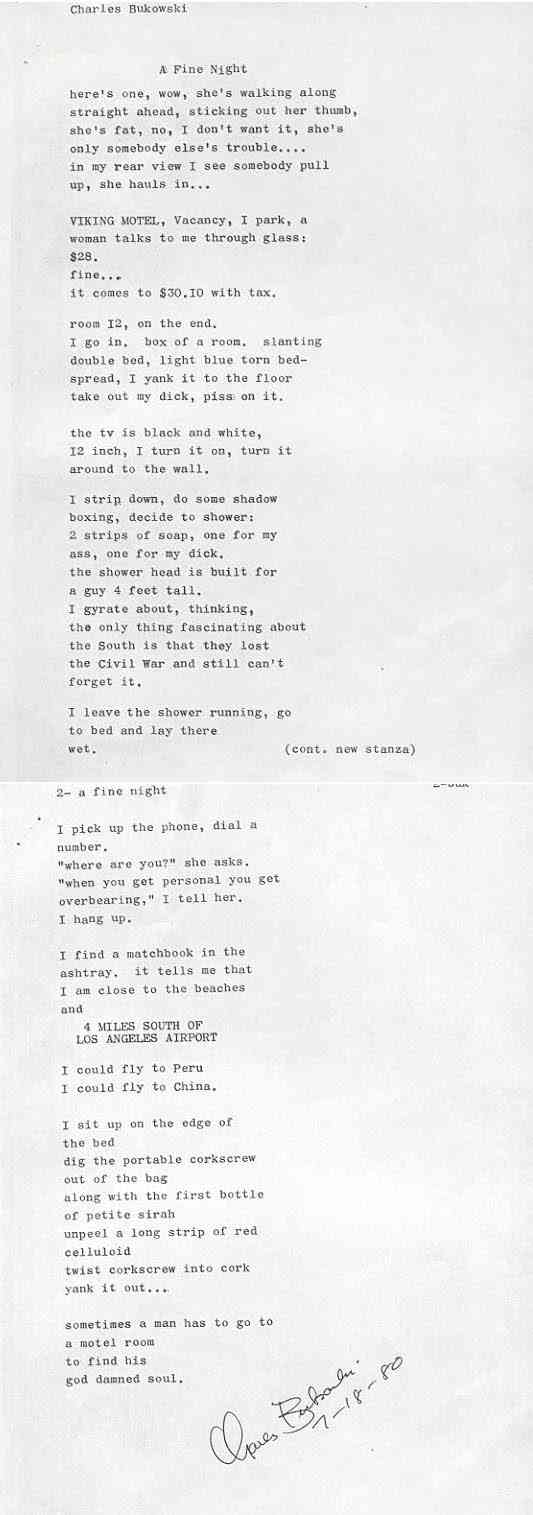 Charles Bukowski
A Fine Night
here's one, wow, she's walking along
straight ahead, sticking out her thumb,
she's fat, no, I don't want it, she's
only somebody else's trouble....
in my rear view I see somebody pull
up, she hauls in...
VIKING MOTEL, Vacancy, I park, a
woman talks to me through glass:
$28.
fine...
it comes to $30.I0 with tax.
room I2, on the end.
I go in.  box of a room.  slanting
double bed, light blue torn bed-
spread, I yank it to the floor
take out my dick, piss on it.
the tv is black and white,
I2 inch, I turn it on, turn it
around to the wall.
I strip down, do some shadow
boxing, decide to shower:
2 strips of soap, one for my
ass, one for my dick.
the shower head is built for
a guy 4 feet tall.
I gyrate about, thinking,
the only thing fascinating about
the South is that they lost
the Civil War and still can't
forget it.
I leave the shower running, go
to bed and lay there
wet. (cont. new stanza)
2- a fine night
I pick up the phone, dial a
number.
"where are you?" she asks.
"when you get personal you get
overbearing," I tell her.
I hang up.
I find a matchbook in the
ashtray.  it tells me that
I am close to the beaches
and
4 MILES SOUTH OF
LOS ANGELES AIRPORT
I could fly to Peru
I could fly to China.
I sit up on the edge of
the bed
dig the portable corkscrew
out of the bag
along with the first bottle
of petite sirah
unpeel a long strip of red
celluloid
twist corkscrew into cork
yank it out...
sometimes a man has to go to
a motel room
to find his
god damned soul.
Charles Bukowski
7-18-80